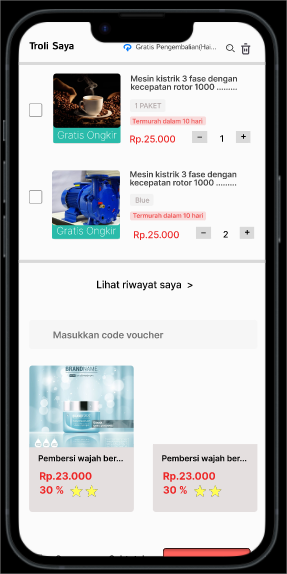 Troli Saya
Gratis Pengembalian(Hai...
Mesin kistrik 3 fase dengan
kecepatan rotor 1000 .........
1 PAKET
Termurah dalam 10 hari
Gratis Ongkir
Rp.25.000
- 1 +
Mesin kistrik 3 fase dengan
kecepatan rotor 1000 .........
Blue
Termurah dalam 10 hari
Gratis Ongkir
Rp.25.000
- 2 +
Lihat riwayat saya >
Masukkan code voucher
BRANDNAME
Pembersi wajah ber...
Rp.23.000
30 %
Pembersi wajah ber...
Rp.23.000
30 %